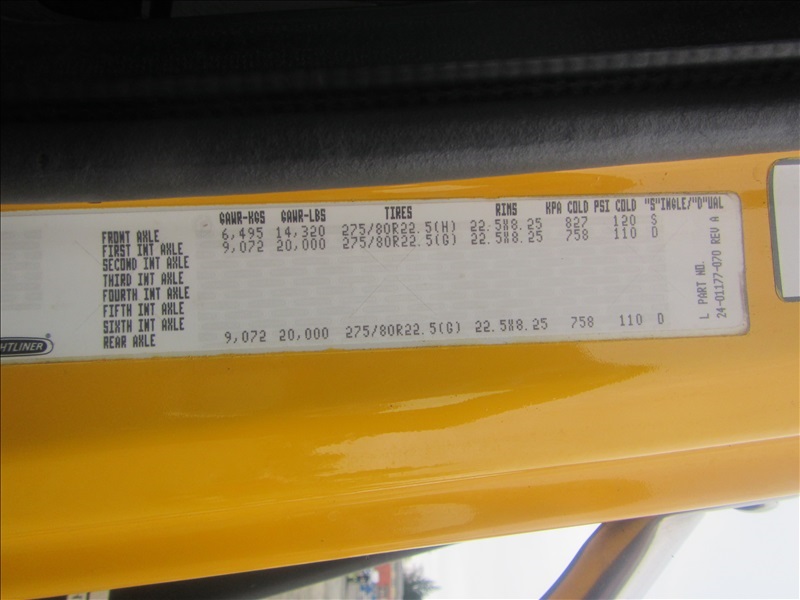 GAWR-KGS GAWR-LBS TIRES RIMS KPA COLD PSI COLD "S"INGLE/"D"UAL
FRONT AXLE 6,495 14,320 275/80R22.5(H) 22.5X8.25 827 120 S
FIRST INT AXLE 9,072 20,000 275/80R22.5(G) 22.5X8.25 758 110 D
SECOND INT AXLE
THIRD INT AXLE
FOURTH INT AXLE
FIFTH INT AXLE
SIXTH INT AXLE
REAR AXLE 9,072 20,000 275/80R22.5(G) 22.5X8.25 758 110 D
L PART NO.
24-01177-070 REV A
HTLINER®